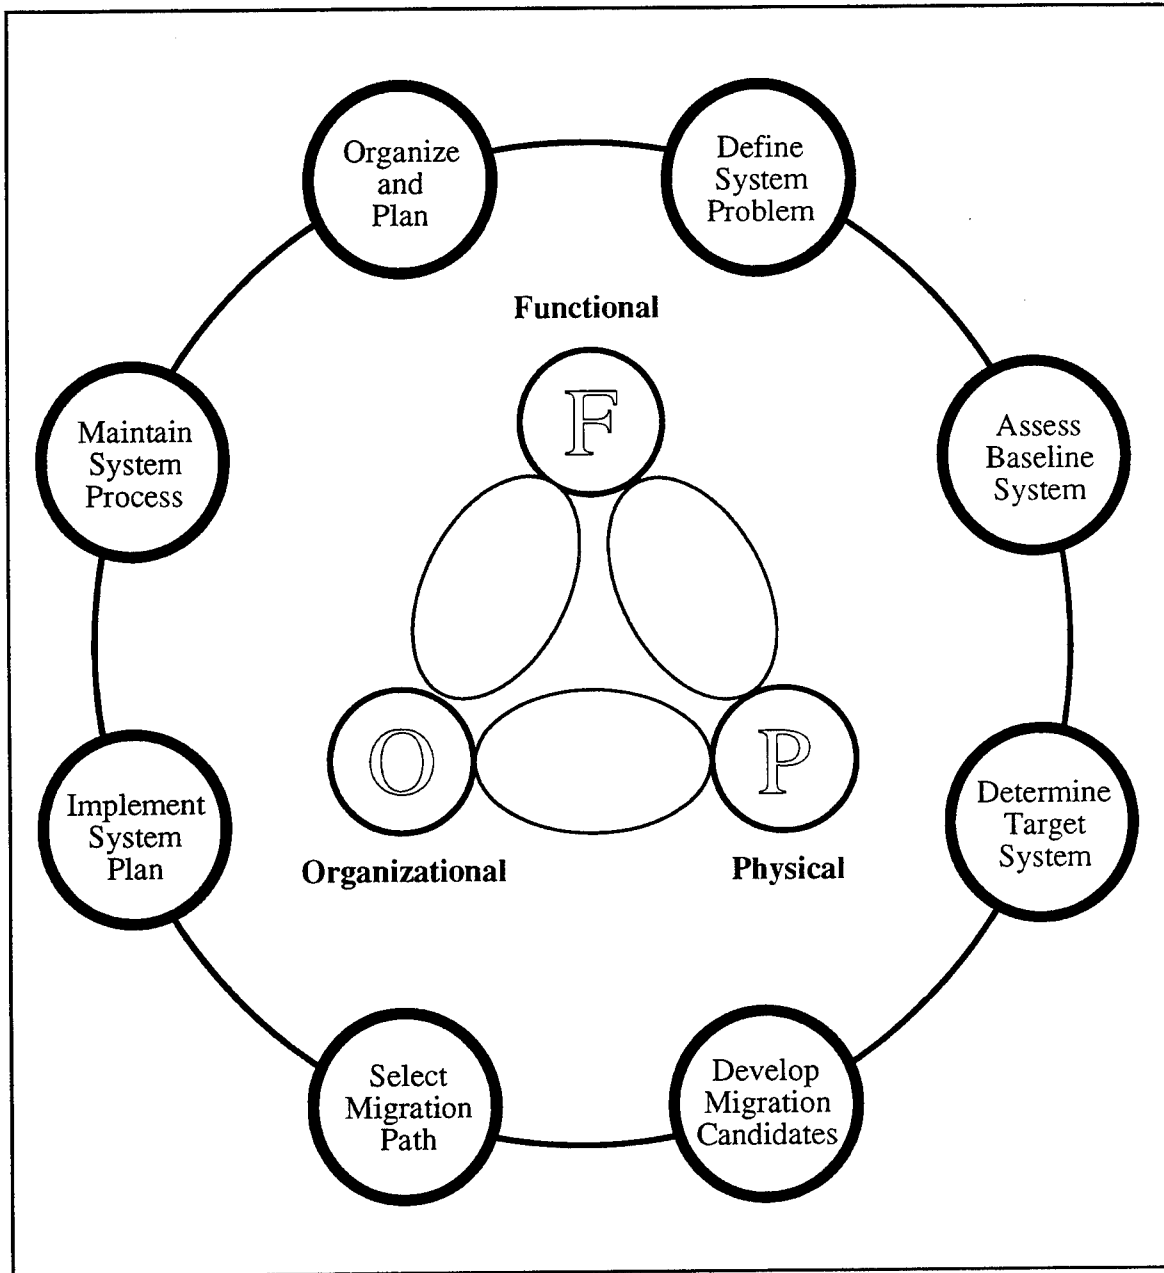 Organize
and
Plan
Define
System
Problem
Functional
F
Maintain
System
Process
Assess
Baseline
System
O
P
Implement
System
Plan
Determine
Target
System
Organizational
Physical
Select
Migration
Path
Develop
Migration
Candidates